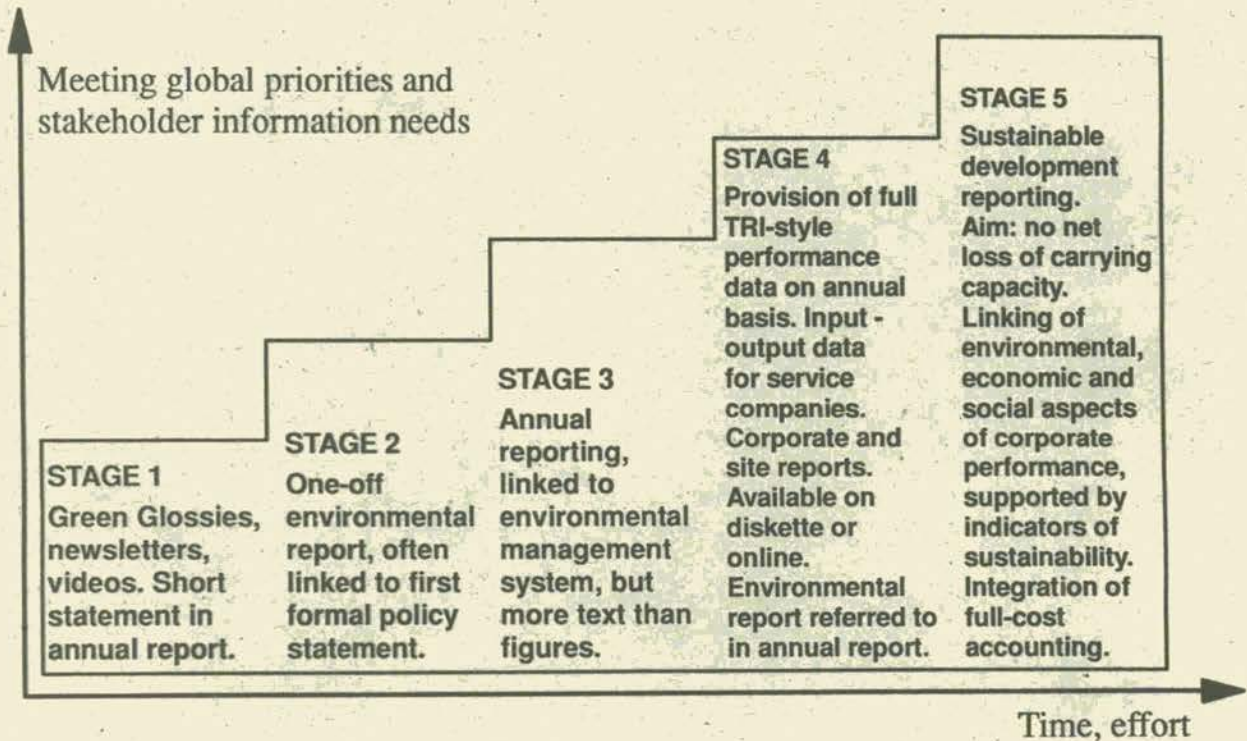 Meeting global priorities and
stakeholder information needs
STAGE 1
Green Glossies,
newsletters,
videos. Short
statement in
annual report.
STAGE 2
One-off
environmental
report, often
linked to first
formal policy
statement.
STAGE 3
Annual
reporting,
linked to
environmental
management
system, but
more text than
figures.
STAGE 4
Provision of full
TRI-style
performance
data on annual
basis. Input -
output data
for service
companies.
Corporate and
site reports.
Available on
diskette or
online.
Environmental
report referred to
in annual report.
STAGE 5
Sustainable
development
reporting.
Aim: no net
loss of carrying
capacity.
Linking of
environmental,
economic and
social aspects
of corporate
performance,
supported by
indicators of
sustainability.
Integration of
full-cost
accounting.
Time, effort